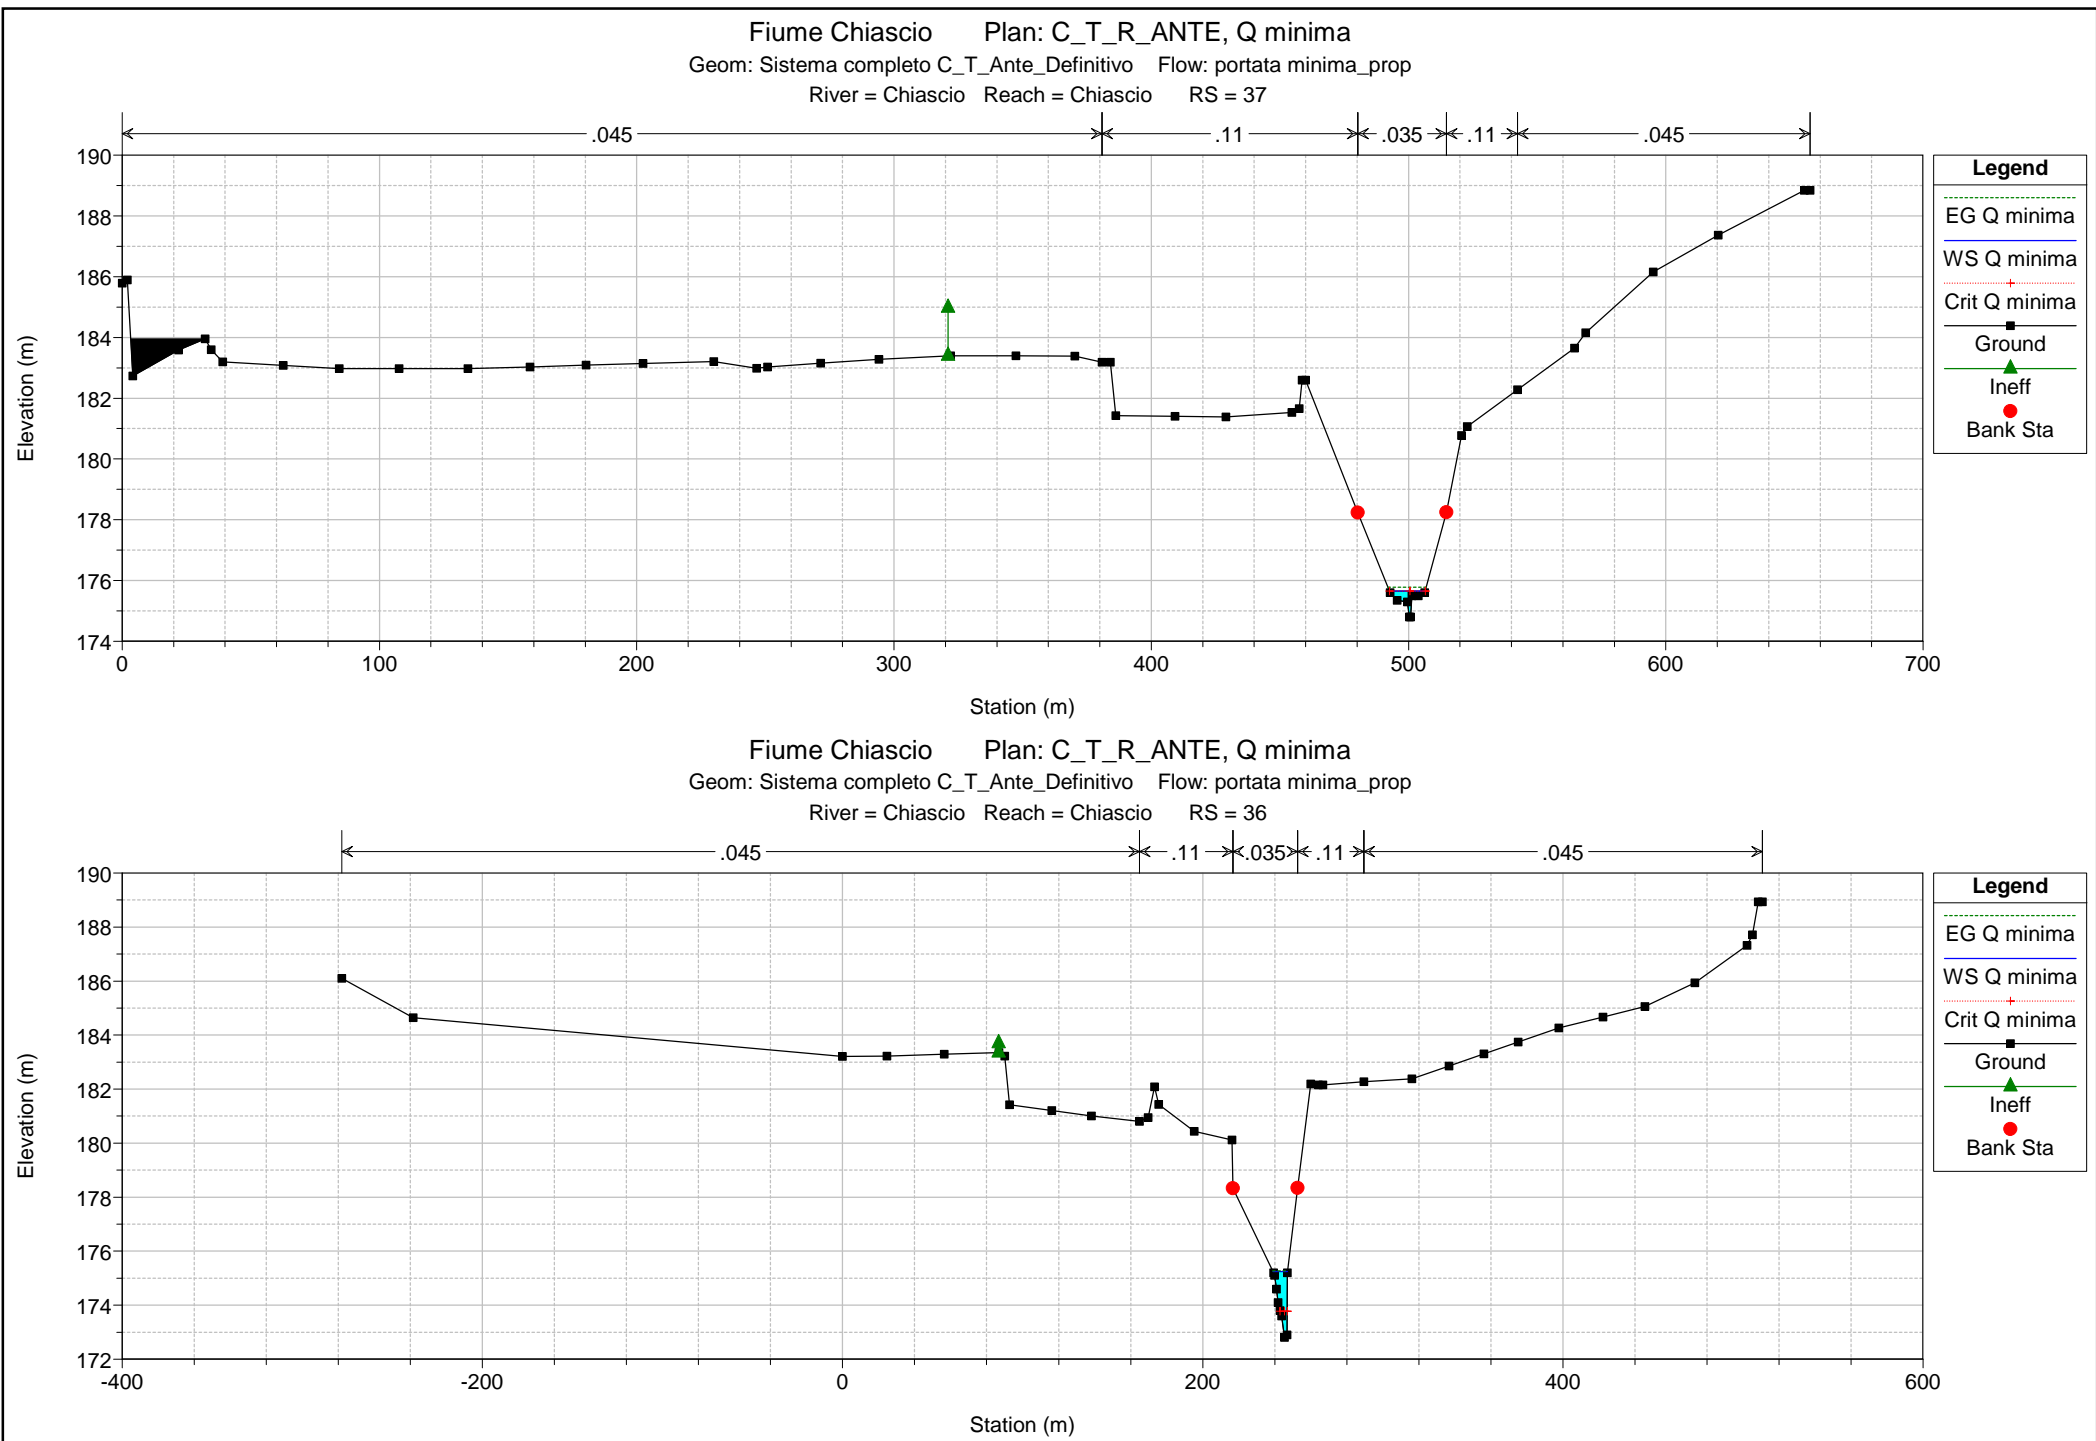 Fiume Chiascio Plan: C_T_R_ANTE, Q minima
Geom: Sistema completo C_T_Ante_Definitivo Flow: portata minima_prop
River = Chiascio Reach = Chiascio RS = 37
.045 .11 .035 .11 .045
190
188
186
184
182
180
178
176
174
Elevation (m)
0 100 200 300 400 500 600 700
Station (m)
Legend
EG Q minima
WS Q minima
Crit Q minima
Ground
Ineff
Bank Sta
Fiume Chiascio Plan: C_T_R_ANTE, Q minima
Geom: Sistema completo C_T_Ante_Definitivo Flow: portata minima_prop
River = Chiascio Reach = Chiascio RS = 36
.045 .11 .035 .11 .045
190
188
186
184
182
180
178
176
174
172
Elevation (m)
-400 -200 0 200 400 600
Station (m)
Legend
EG Q minima
WS Q minima
Crit Q minima
Ground
Ineff
Bank Sta